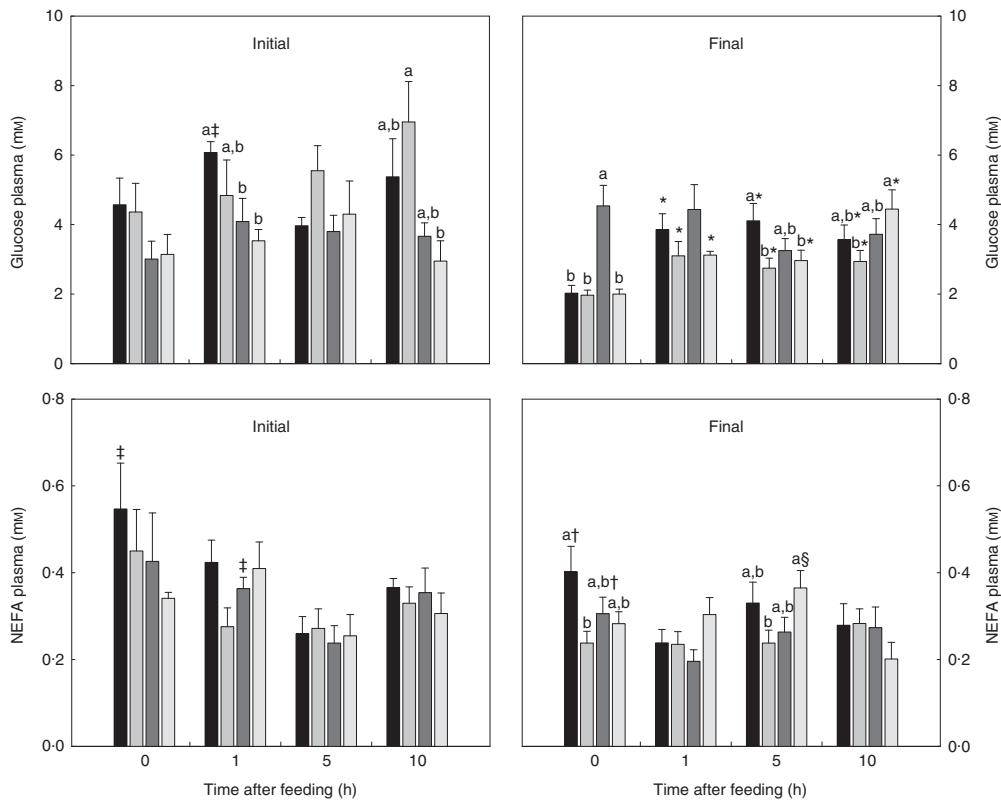 Initial
Final
Glucose plasma (mM)
10
8
6
4
2
0
a‡
a,b
b
b
a,b
a
a,b
b
a
b
b
b
*
*
*
a*
b*
a,b
b*
a,b*
b*
a,b
a*
10
8
6
4
2
0
Glucose plasma (mM)
Initial
Final
NEFA plasma (mM)
0·8
0·6
0·4
0·2
0·0
‡
‡
a†
b
a,b†
a,b
a,b
b
a,b
a§
0·8
0·6
0·4
0·2
0·0
NEFA plasma (mM)
0 1 5 10
0 1 5 10
Time after feeding (h)
Time after feeding (h)